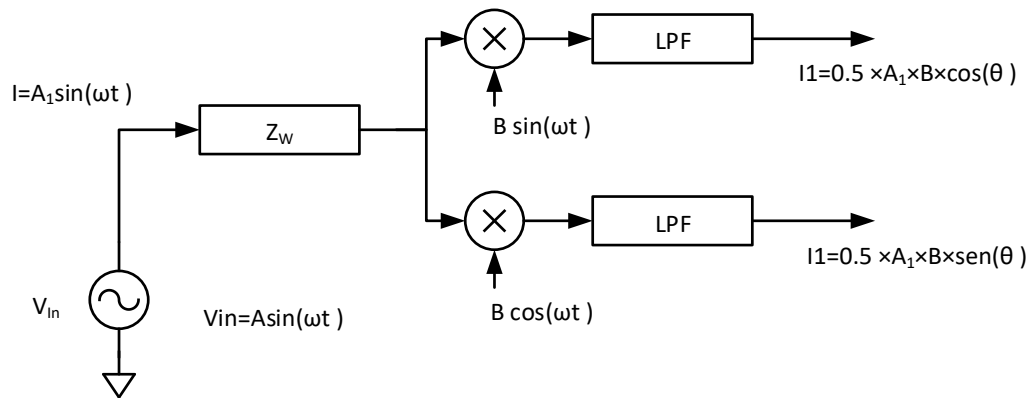 LPF
I1=0.5 ×A₁×B×cos(θ )
I=A₁sin(ωt )
B sin(ωt )
Z_W
LPF
I1=0.5 ×A₁×B×sen(θ )
B cos(ωt )
V_In
Vin=Asin(ωt )